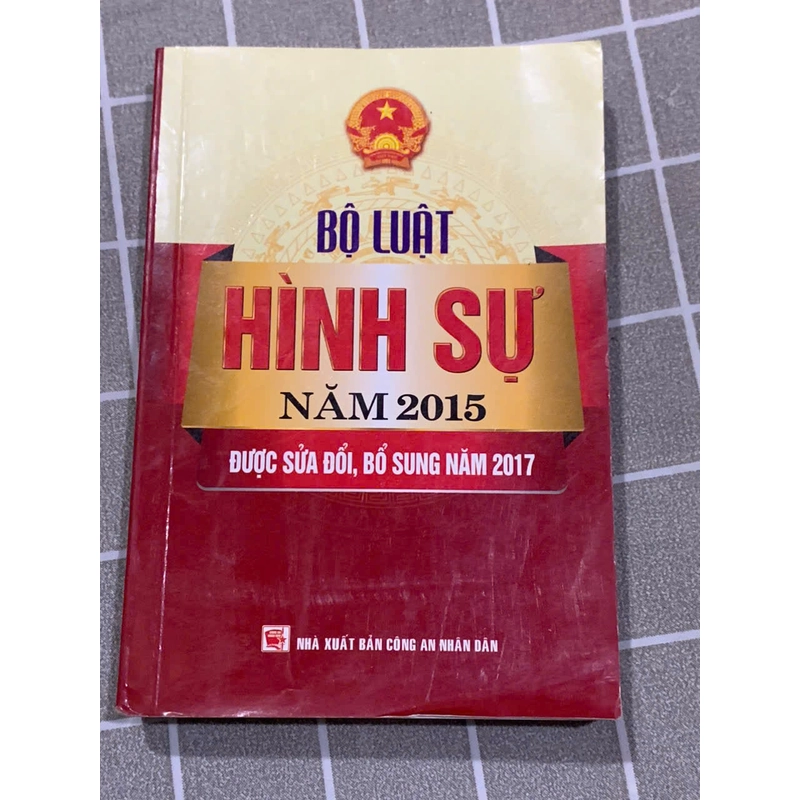 BỘ LUẬT
HÌNH SỰ
NĂM 2015
ĐƯỢC SỬA ĐỔI, BỔ SUNG NĂM 2017
NHÀ XUẤT BẢN CÔNG AN NHÂN DÂN